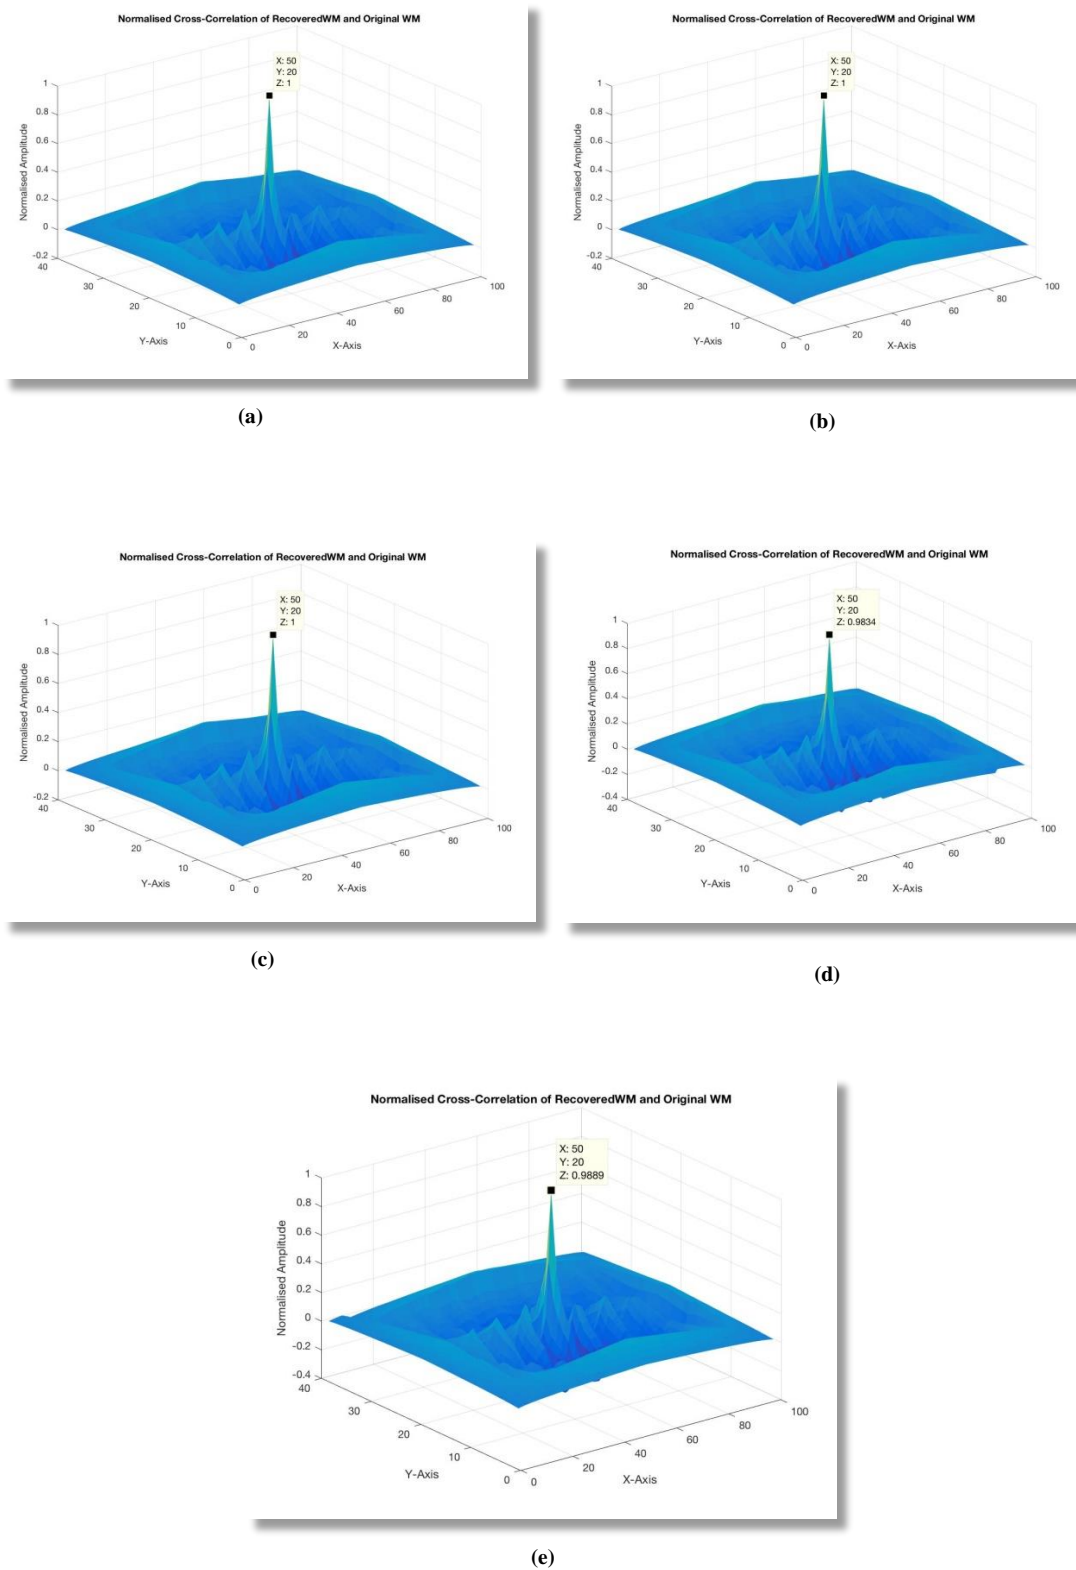 Normalised Cross-Correlation of RecoveredWM and Original WM
X: 50
Y: 20
Z: 1
1
0.8
0.6
0.4
0.2
0
-0.2
Normalised Amplitude
40
30
20
10
0
Y-Axis
0
20
40
60
80
100
X-Axis
(a)
Normalised Cross-Correlation of RecoveredWM and Original WM
X: 50
Y: 20
Z: 1
1
0.8
0.6
0.4
0.2
0
-0.2
Normalised Amplitude
40
30
20
10
0
Y-Axis
0
20
40
60
80
100
X-Axis
(b)
Normalised Cross-Correlation of RecoveredWM and Original WM
X: 50
Y: 20
Z: 1
1
0.8
0.6
0.4
0.2
0
-0.2
Normalised Amplitude
40
30
20
10
0
Y-Axis
0
20
40
60
80
100
X-Axis
(c)
Normalised Cross-Correlation of RecoveredWM and Original WM
X: 50
Y: 20
Z: 0.9834
1
0.8
0.6
0.4
0.2
0
-0.2
-0.4
Normalised Amplitude
40
30
20
10
0
Y-Axis
0
20
40
60
80
100
X-Axis
(d)
Normalised Cross-Correlation of RecoveredWM and Original WM
X: 50
Y: 20
Z: 0.9889
1
0.8
0.6
0.4
0.2
0
-0.2
-0.4
Normalised Amplitude
40
30
20
10
0
Y-Axis
0
20
40
60
80
100
X-Axis
(e)